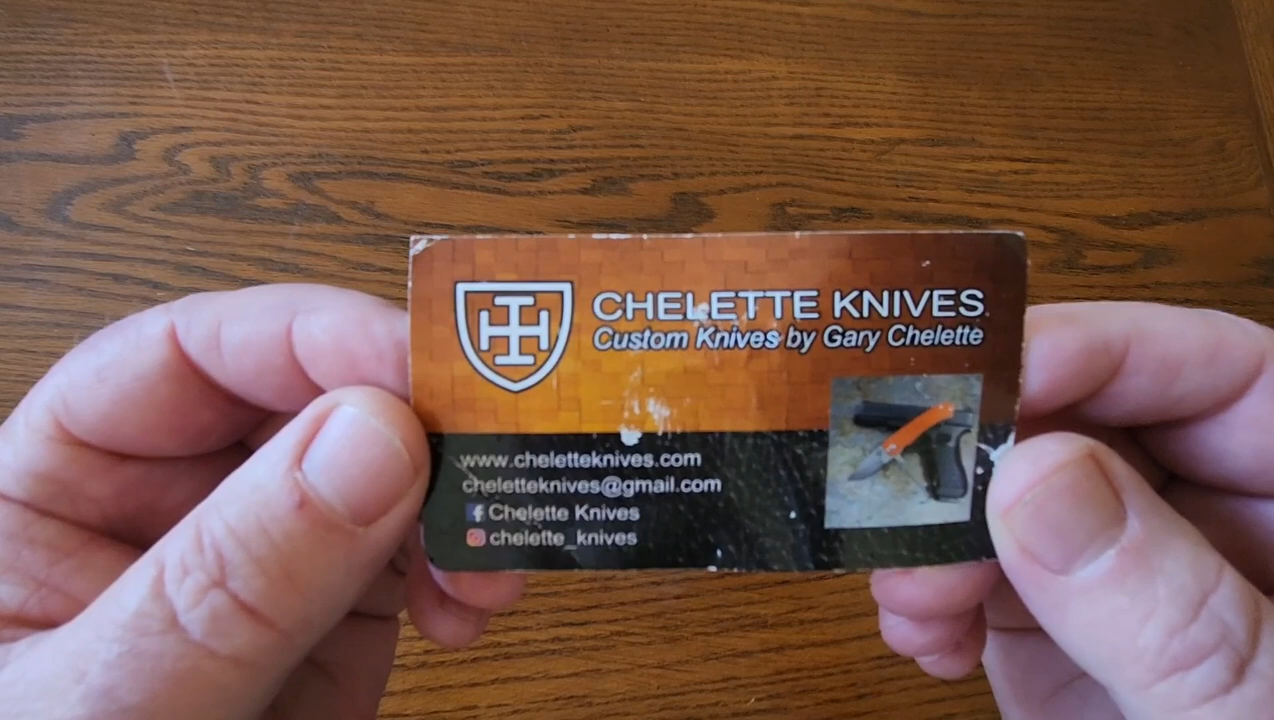 CHELETTE KNIVES
Custom Knives by Gary Chelette
www.cheletteknives.com
cheletteknives@gmail.com
Chelette Knives
chelette_knives